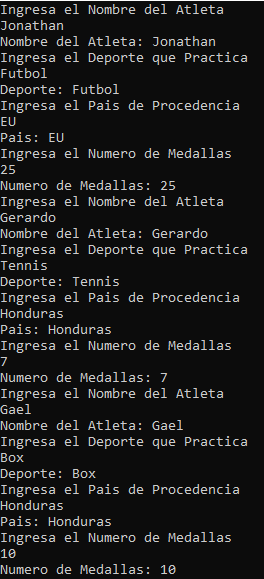 Ingresa el Nombre del Atleta
Jonathan
Nombre del Atleta: Jonathan
Ingresa el Deporte que Practica
Futbol
Deporte: Futbol
Ingresa el Pais de Procedencia
EU
Pais: EU
Ingresa el Numero de Medallas
25
Numero de Medallas: 25
Ingresa el Nombre del Atleta
Gerardo
Nombre del Atleta: Gerardo
Ingresa el Deporte que Practica
Tennis
Deporte: Tennis
Ingresa el Pais de Procedencia
Honduras
Pais: Honduras
Ingresa el Numero de Medallas
7
Numero de Medallas: 7
Ingresa el Nombre del Atleta
Gael
Nombre del Atleta: Gael
Ingresa el Deporte que Practica
Box
Deporte: Box
Ingresa el Pais de Procedencia
Honduras
Pais: Honduras
Ingresa el Numero de Medallas
10
Numero de Medallas: 10